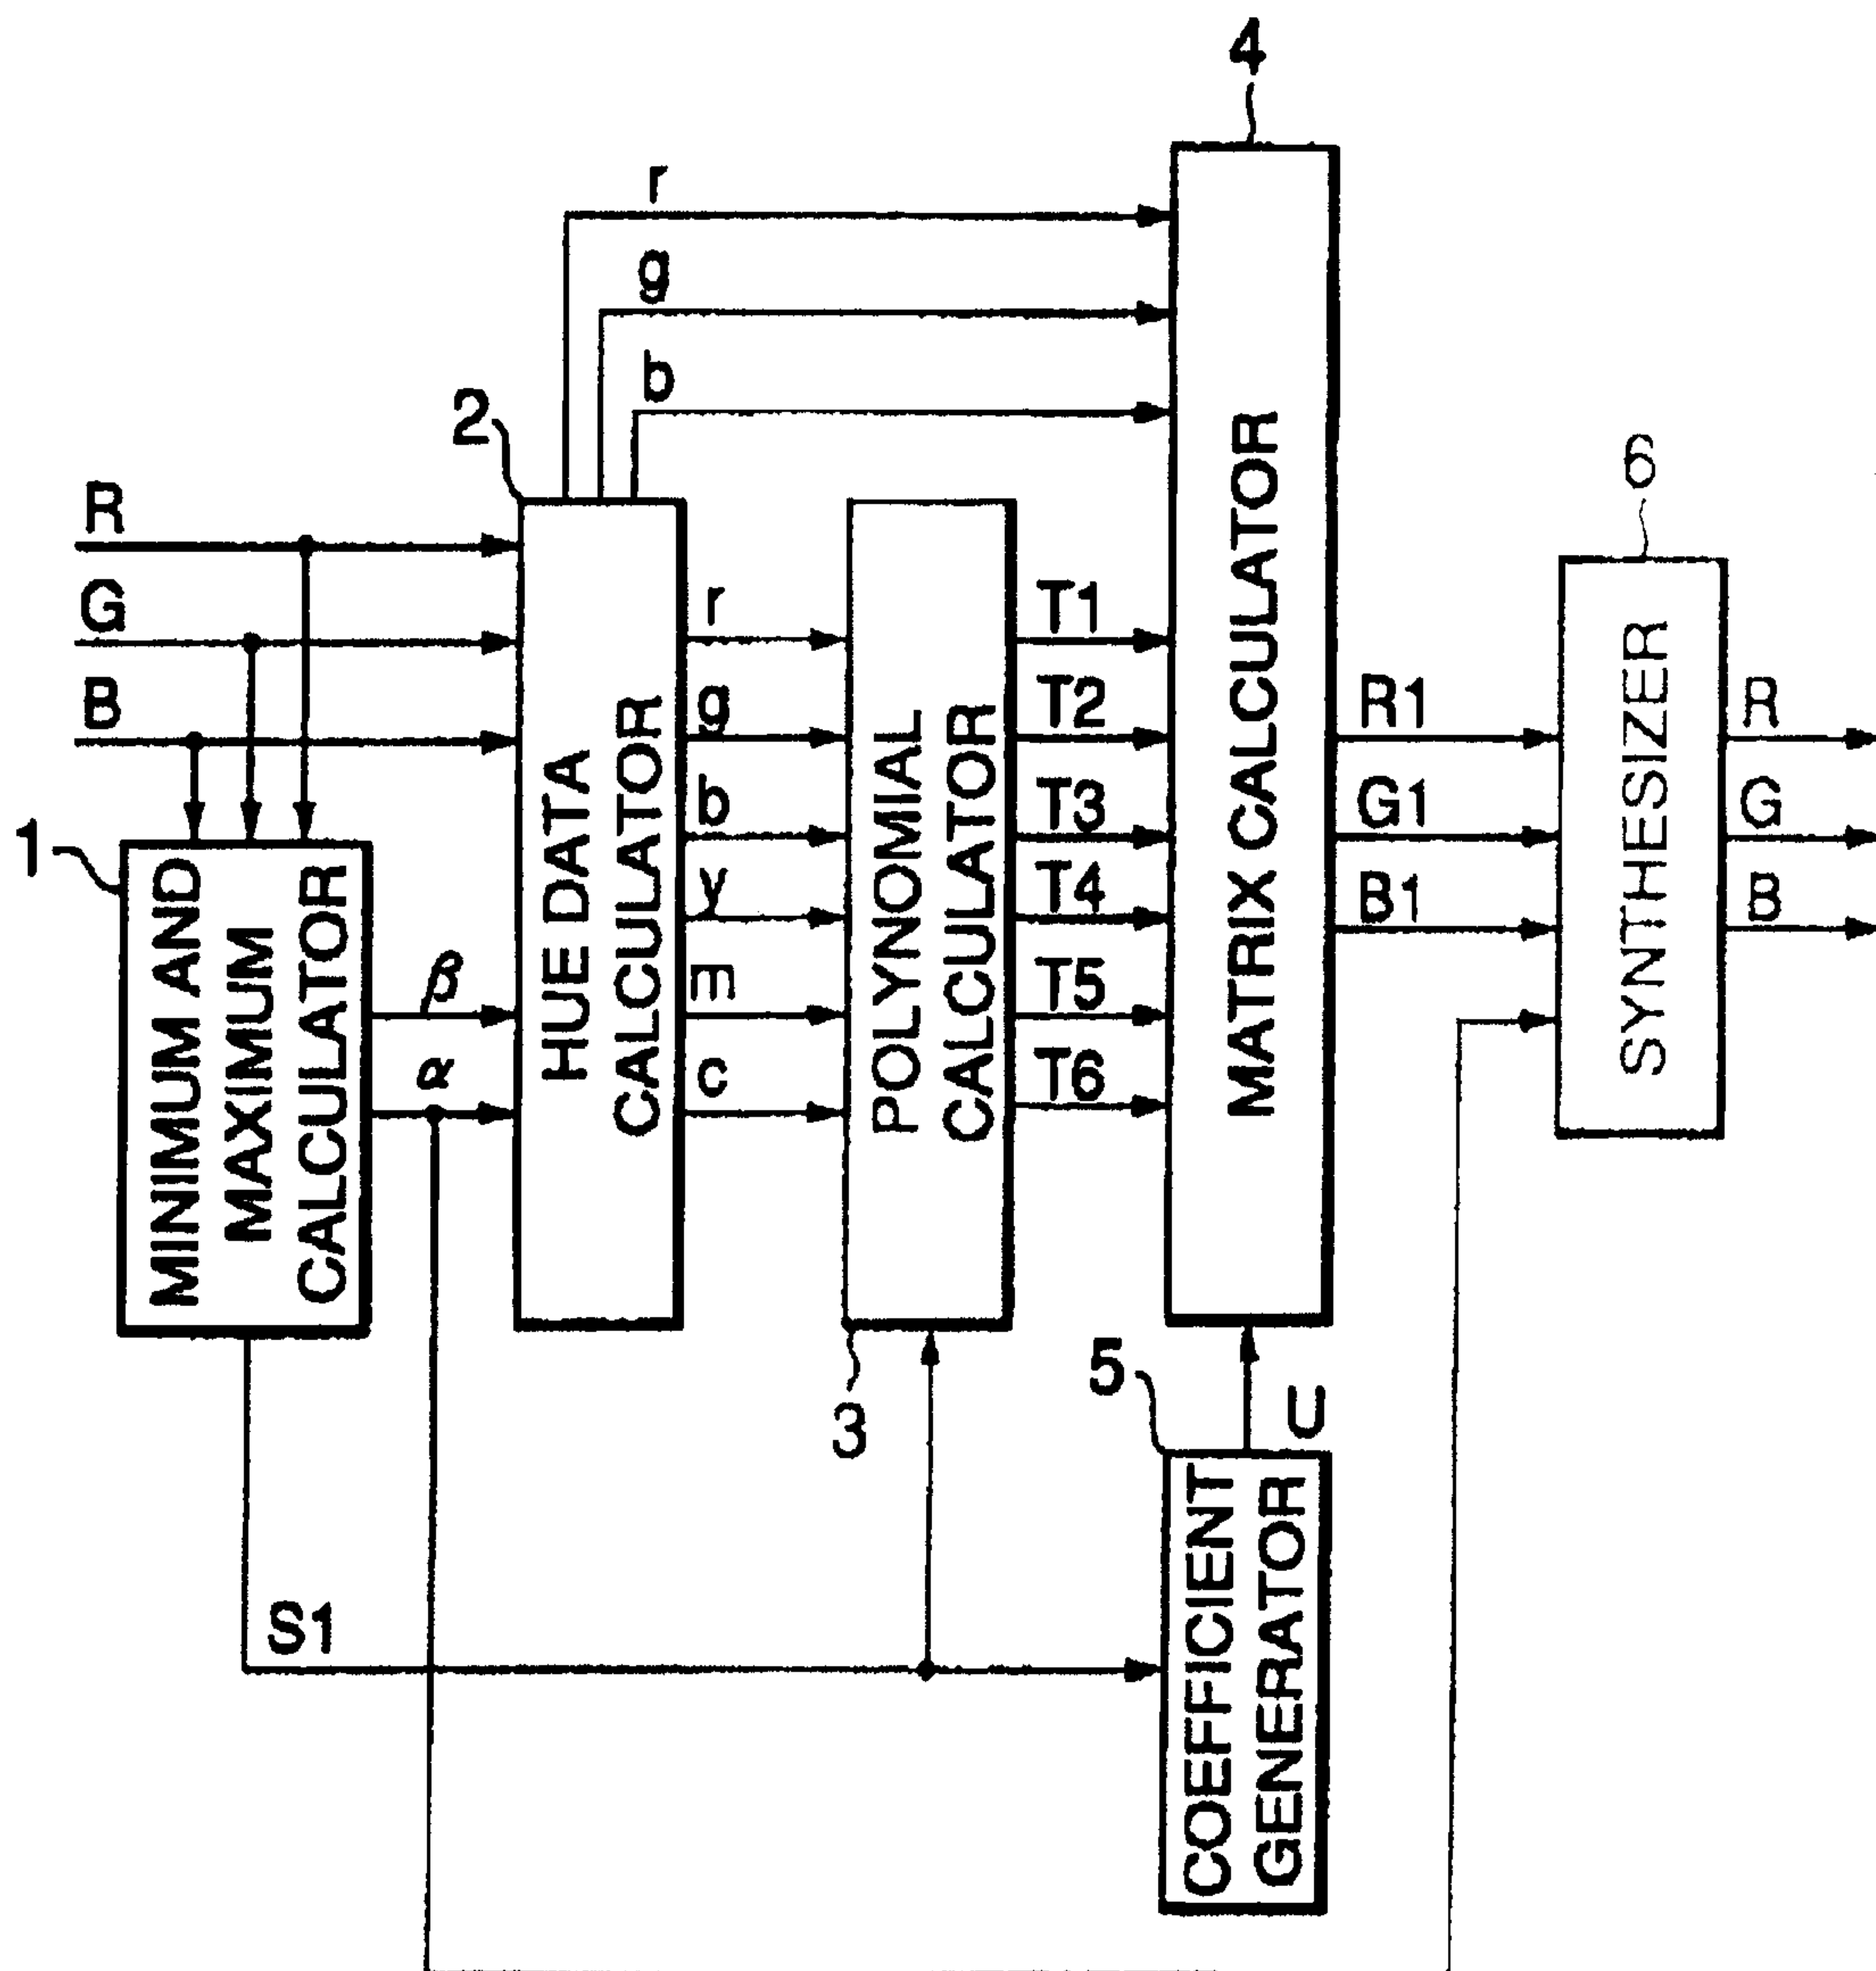 4
r
g
b
2
6
R
G
B
r
g
b
y
m
c
T1
T2
T3
T4
T5
T6
R1
G1
B1
R
G
B
1
MINIMUM AND
MAXIMUM
CALCULATOR
β
α
HUE DATA
CALCULATOR
POLYNOMIAL
CALCULATOR
MATRIX CALCULATOR
SYNTHESIZER
3
5
U
S1
COEFFICIENT
GENERATOR